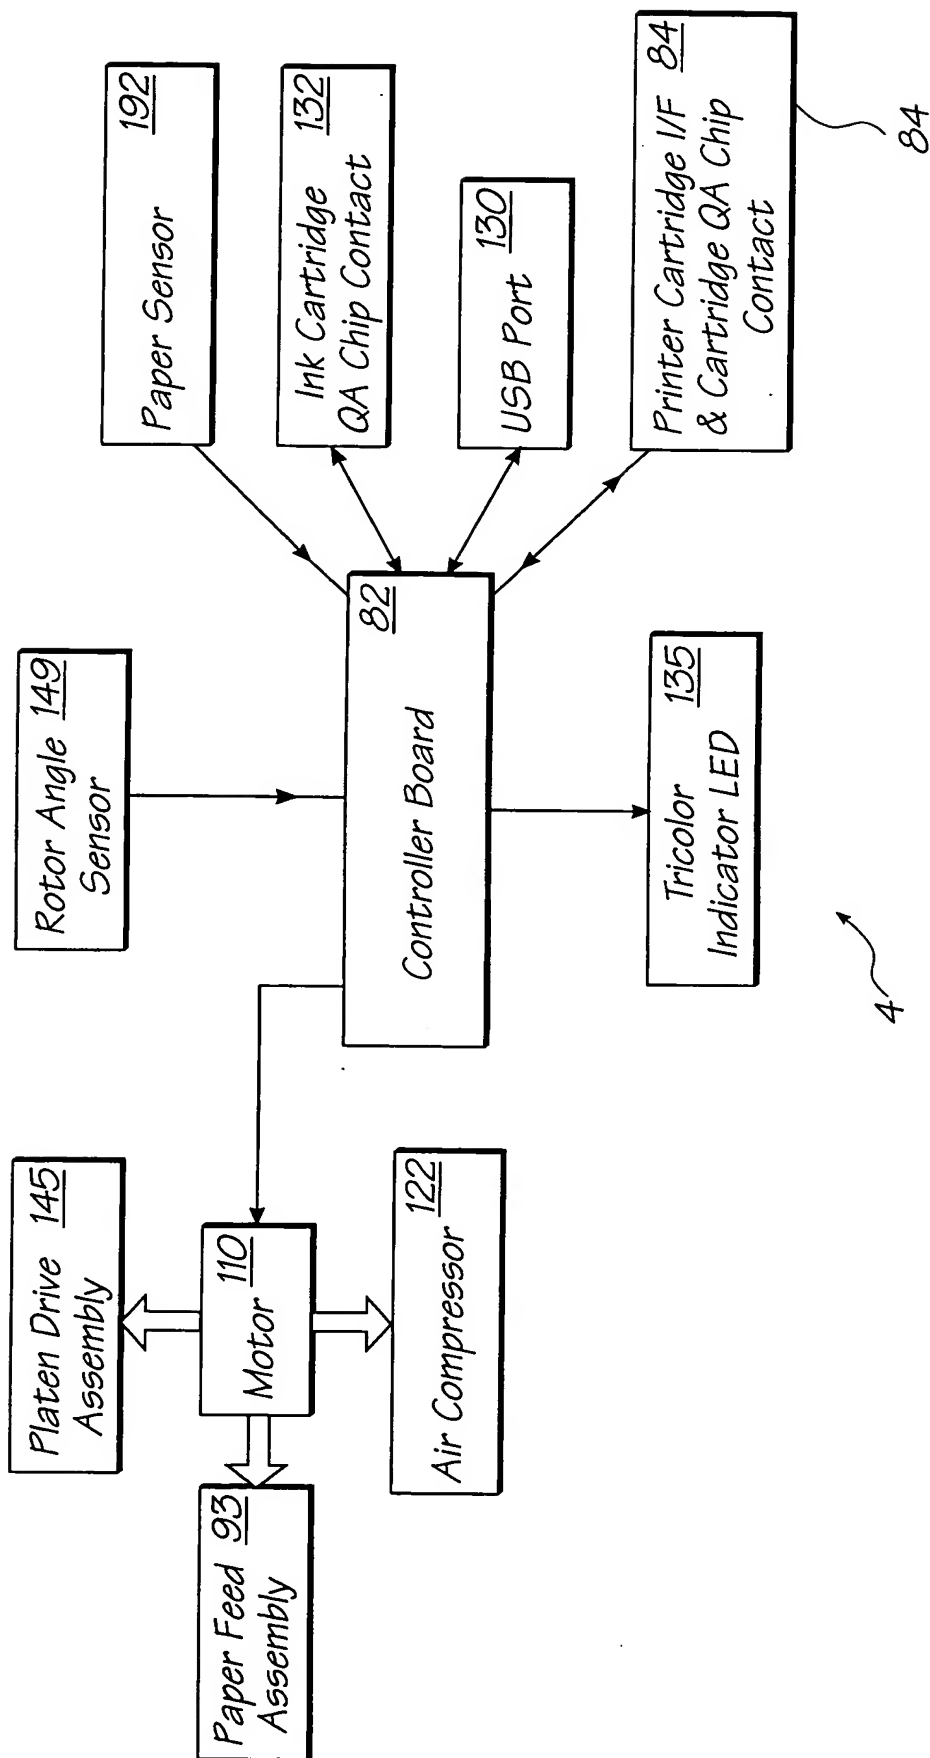 Paper Feed 93
Assembly
Platen Drive 145
Assembly
Motor 110
Air Compressor 122
Rotor Angle 149
Sensor
Controller Board 82
Tricolor 135
Indicator LED
Paper Sensor 192
Ink Cartridge 132
QA Chip Contact
USB Port 130
Printer Cartridge I/F 84
& Cartridge QA Chip
Contact
84
4